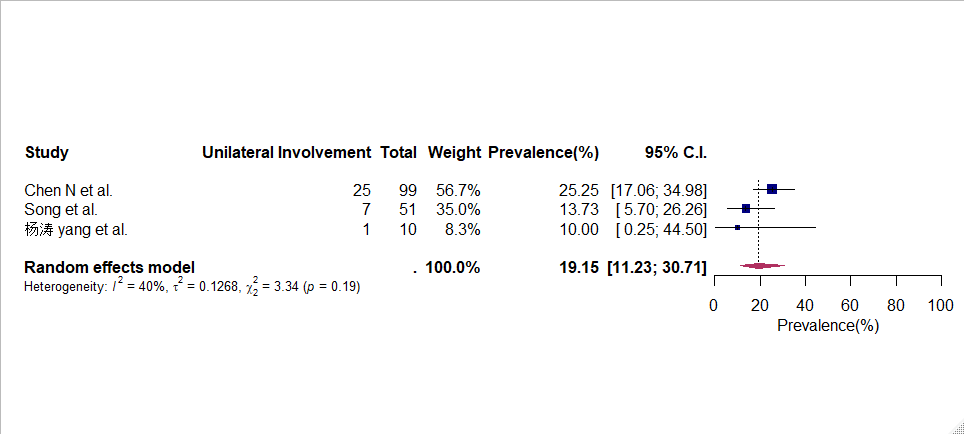 Study Unilateral Involvement Total Weight Prevalence(%) 95% C.I.
Chen N et al. 25 99 56.7% 25.25 [17.06; 34.98]
Song et al. 7 51 35.0% 13.73 [ 5.70; 26.26]
杨涛 yang et al. 1 10 8.3% 10.00 [ 0.25; 44.50]
Random effects model . 100.0% 19.15 [11.23; 30.71]
Heterogeneity: I² = 40%, τ² = 0.1268, χ²₂ = 3.34 (p = 0.19)
0 20 40 60 80 100
Prevalence(%)